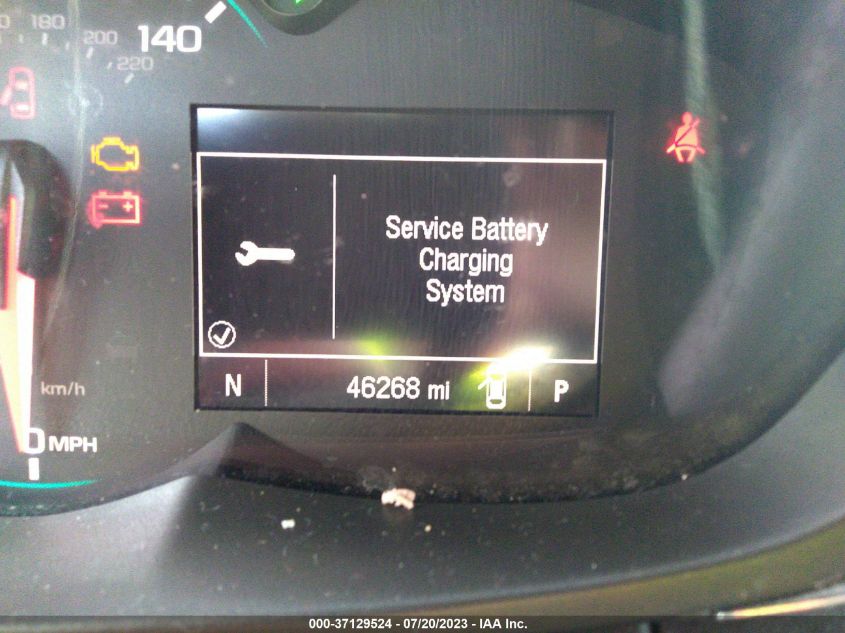 180
200
220
140
Service Battery
Charging
System
N
46268 mi
P
km/h
0 MPH
000-37129524 - 07/20/2023 - IAA Inc.